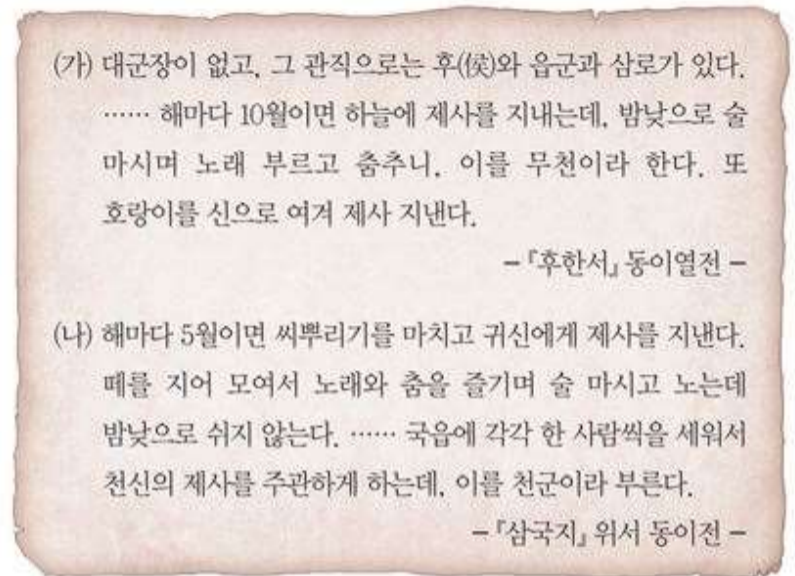 (가) 대군장이 없고, 그 관직으로는 후(侯)와 읍군과 삼로가 있다.
…… 해마다 10월이면 하늘에 제사를 지내는데, 밤낮으로 술
마시며 노래 부르고 춤추니, 이를 무천이라 한다. 또
호랑이를 신으로 여겨 제사 지낸다.
－『후한서』 동이열전－
(나) 해마다 5월이면 씨뿌리기를 마치고 귀신에게 제사를 지낸다.
떼를 지어 모여서 노래와 춤을 즐기며 술 마시고 노는데
밤낮으로 쉬지 않는다. …… 국읍에 각각 한 사람씩을 세워서
천신의 제사를 주관하게 하는데, 이를 천군이라 부른다.
－『삼국지』 위서 동이전－